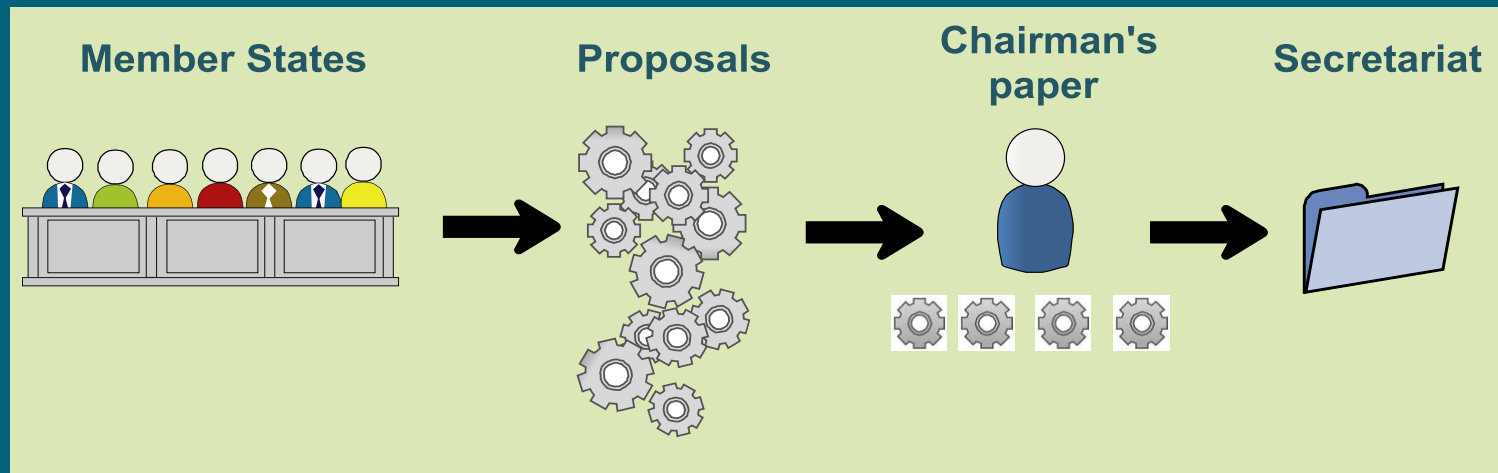 Member States
Proposals
Chairman's
paper
Secretariat